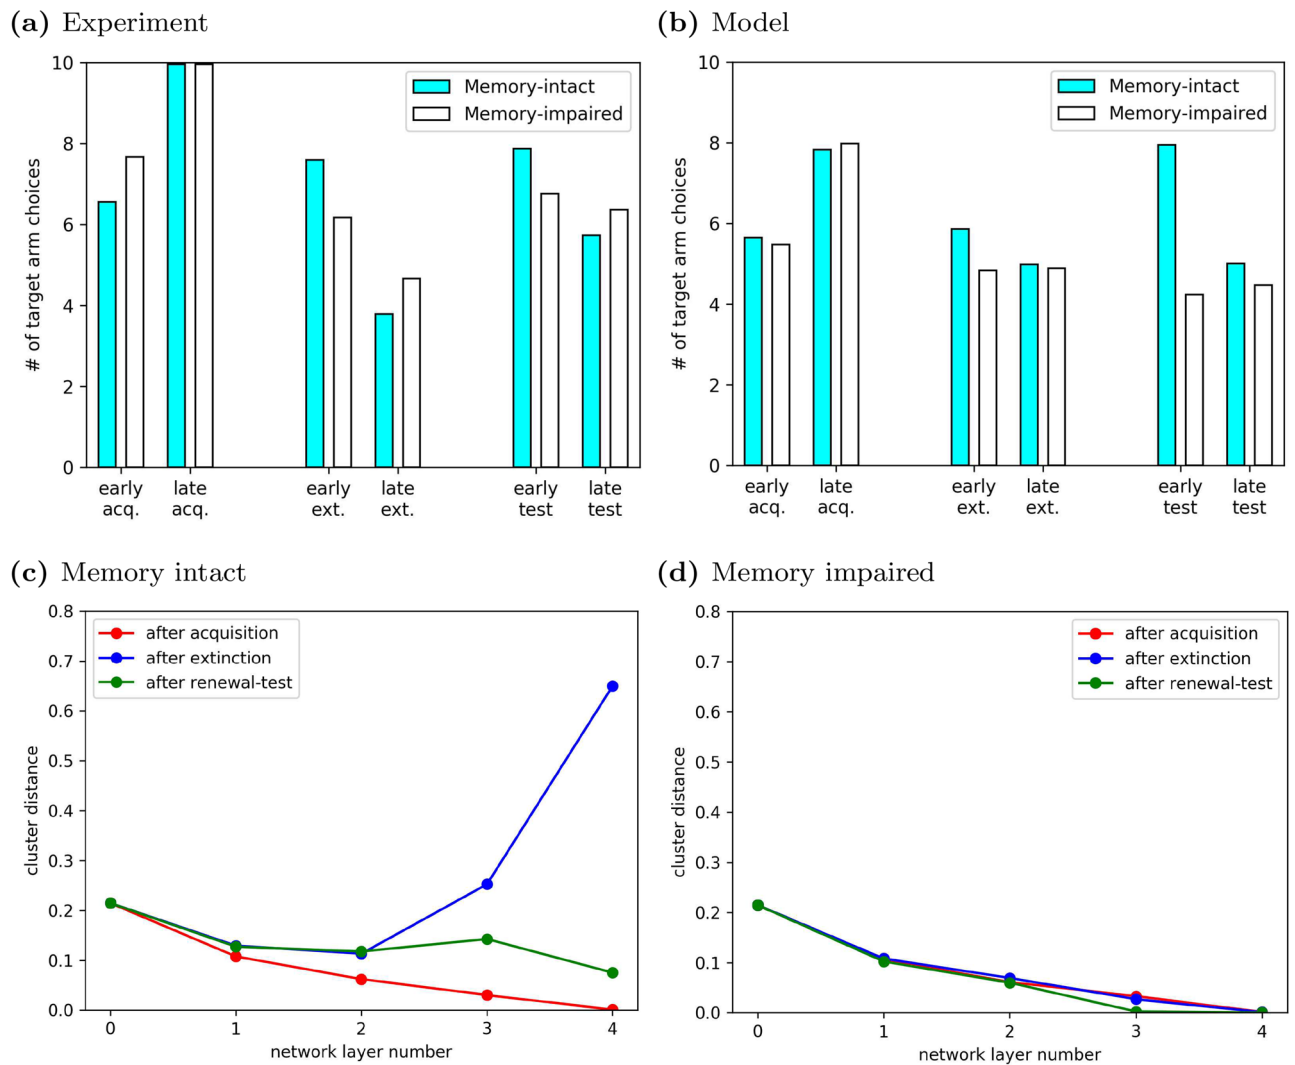 (a) Experiment
10
8
6
4
2
0
# of target arm choices
Memory-intact
Memory-impaired
early acq.
late acq.
early ext.
late ext.
early test
late test
(b) Model
10
8
6
4
2
0
# of target arm choices
Memory-intact
Memory-impaired
early acq.
late acq.
early ext.
late ext.
early test
late test
(c) Memory intact
0.8
0.7
0.6
0.5
0.4
0.3
0.2
0.1
0.0
cluster distance
after acquisition
after extinction
after renewal-test
0 1 2 3 4
network layer number
(d) Memory impaired
0.8
0.7
0.6
0.5
0.4
0.3
0.2
0.1
0.0
cluster distance
after acquisition
after extinction
after renewal-test
0 1 2 3 4
network layer number